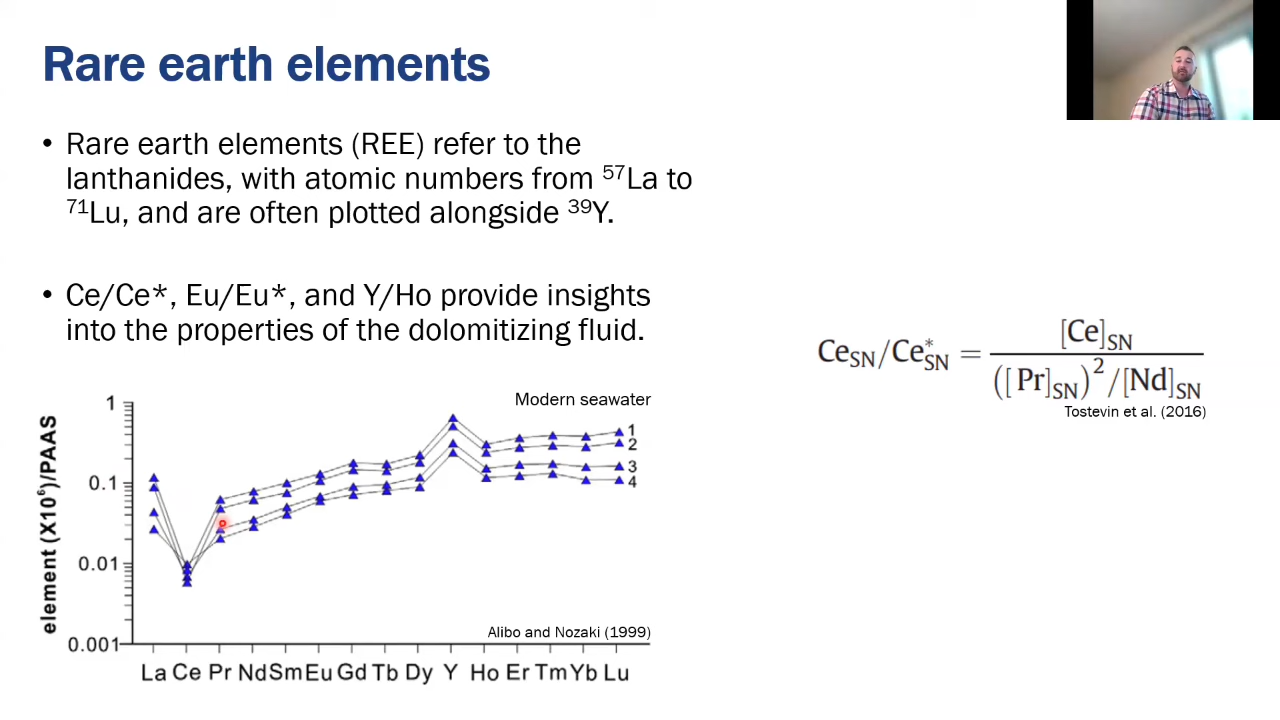 Rare earth elements
• Rare earth elements (REE) refer to the
lanthanides, with atomic numbers from ⁵⁷La to
⁷¹Lu, and are often plotted alongside ³⁹Y.
• Ce/Ce*, Eu/Eu*, and Y/Ho provide insights
into the properties of the dolomitizing fluid.
Ce_SN/Ce*_SN = [Ce]_SN / (([Pr]_SN)²/[Nd]_SN)
Tostevin et al. (2016)
element (X10⁶)/PAAS
Modern seawater
1
0.1
0.01
0.001
1
2
3
4
Alibo and Nozaki (1999)
La Ce Pr Nd Sm Eu Gd Tb Dy Y Ho Er Tm Yb Lu